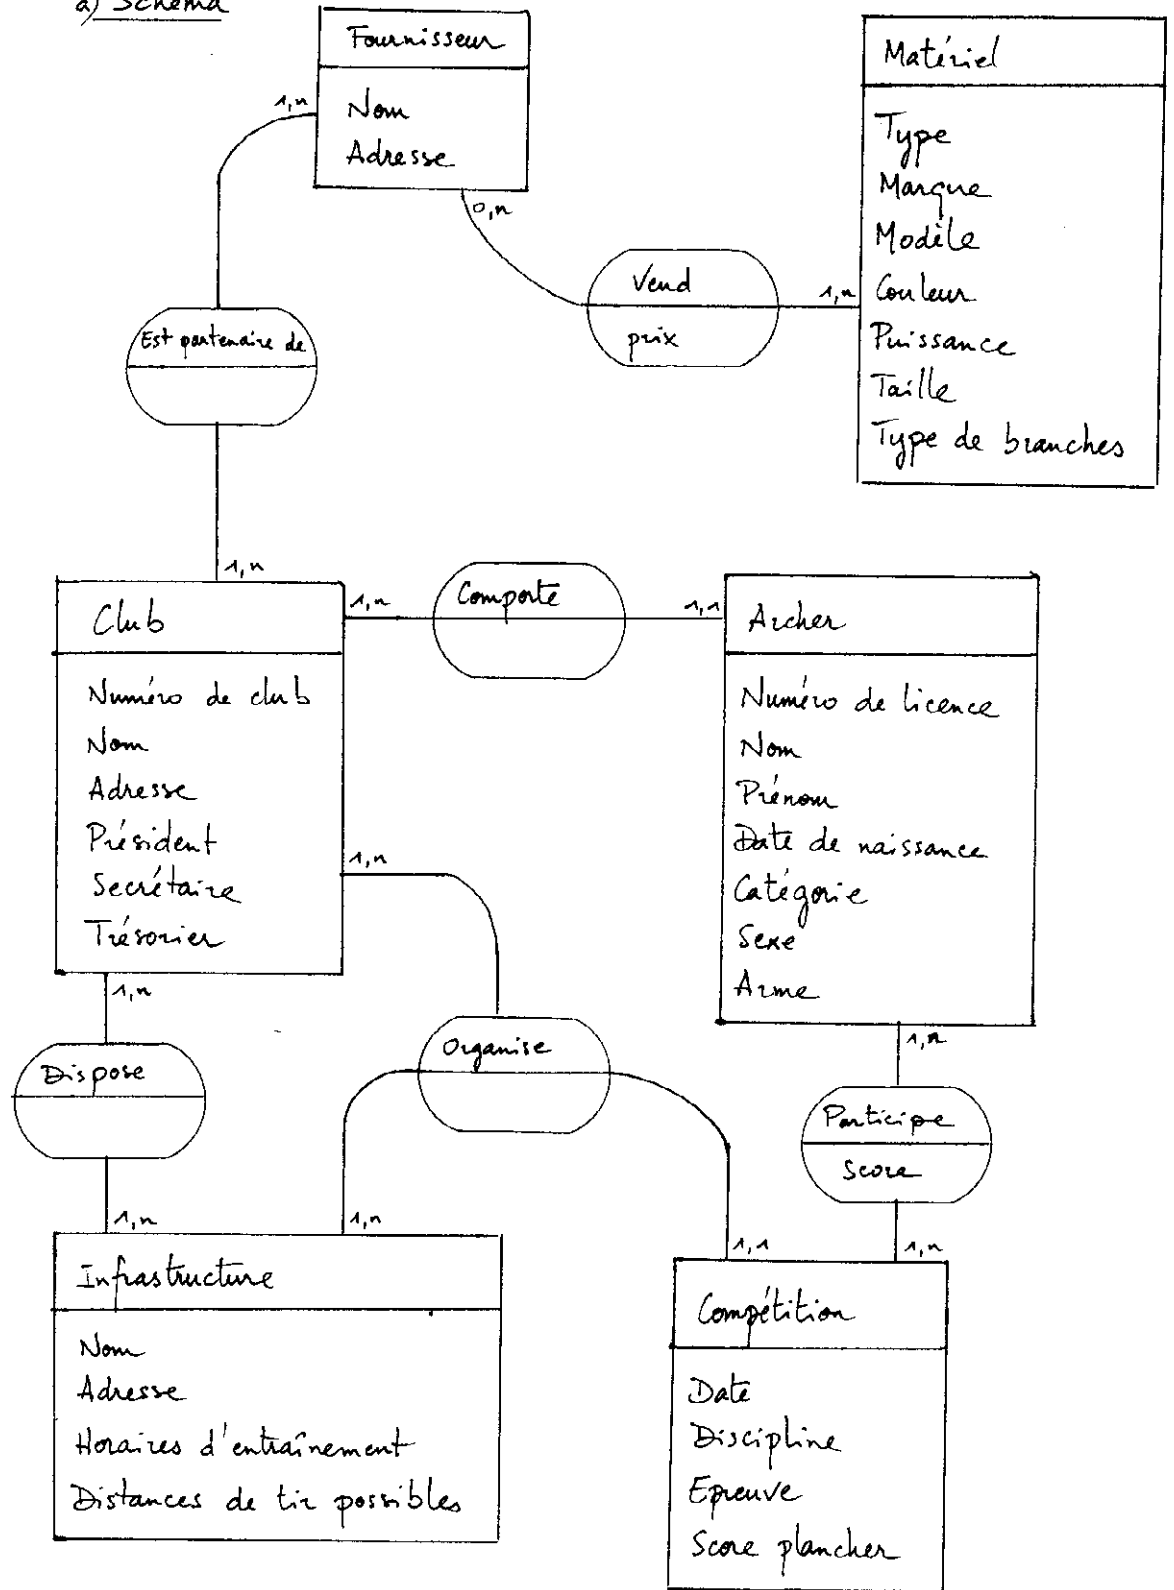 a) Schéma
Fournisseur
Nom
Adresse
1,n
0,n
Matériel
Type
Marque
Modèle
Couleur
Puissance
Taille
Type de branches
Vend
prix
1,n
Est partenaire de
1,n
Club
Numéro de club
Nom
Adresse
Président
Secrétaire
Trésorier
1,n
Comporte
1,1
Archer
Numéro de licence
Nom
Prénom
Date de naissance
Catégorie
Sexe
Arme
1,n
1,n
Dispose
Organise
1,n
Participe
Score
1,n
1,n
1,1
1,n
Infrastructure
Nom
Adresse
Horaires d'entraînement
Distances de tir possibles
Compétition
Date
Discipline
Epreuve
Score plancher